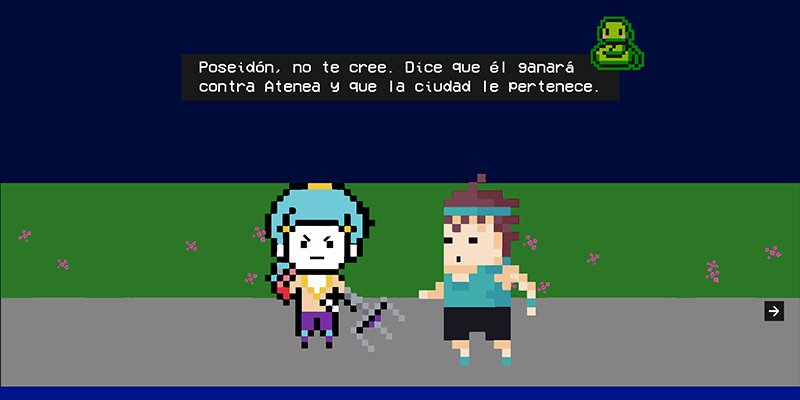 Poseidón, no te cree. Dice que él ganará
contra Atenea y que la ciudad le pertenece.